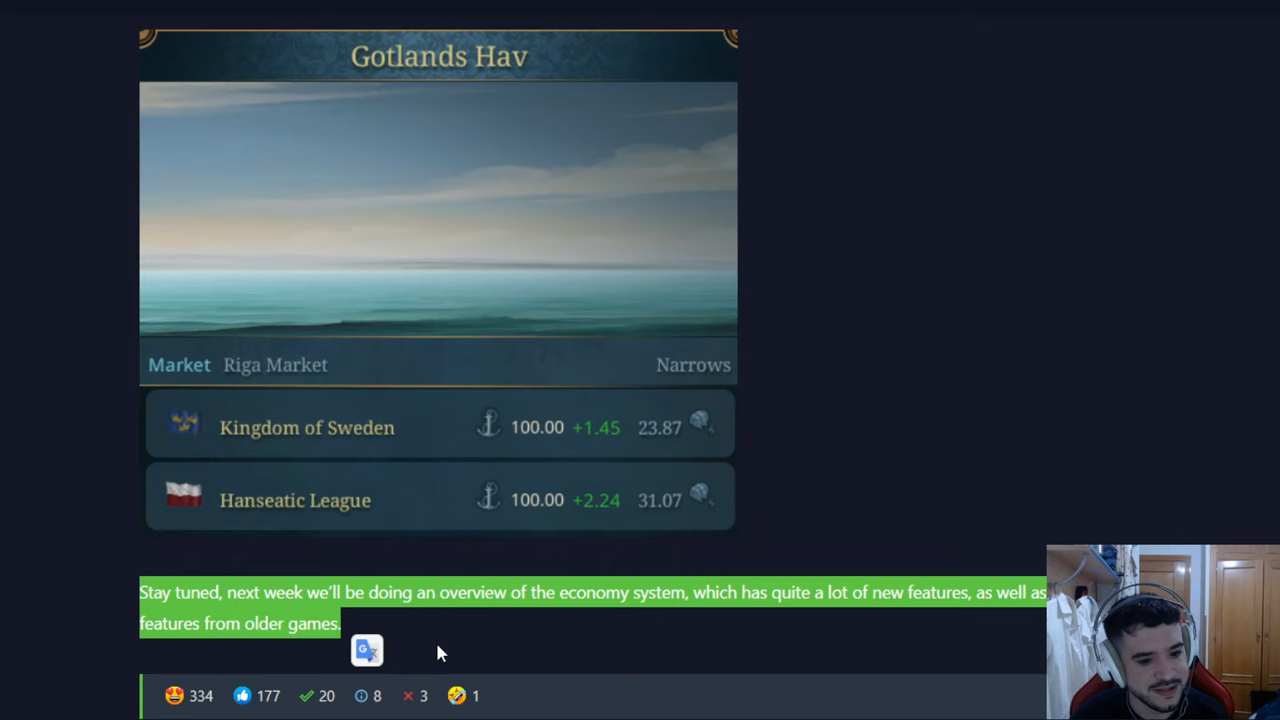 Gotlands Hav
Market Riga Market Narrows
Kingdom of Sweden 100.00 +1.45 23.87
Hanseatic League 100.00 +2.24 31.07
Stay tuned, next week we'll be doing an overview of the economy system, which has quite a lot of new features, as well as
features from older games.
334 177 20 8 3 1